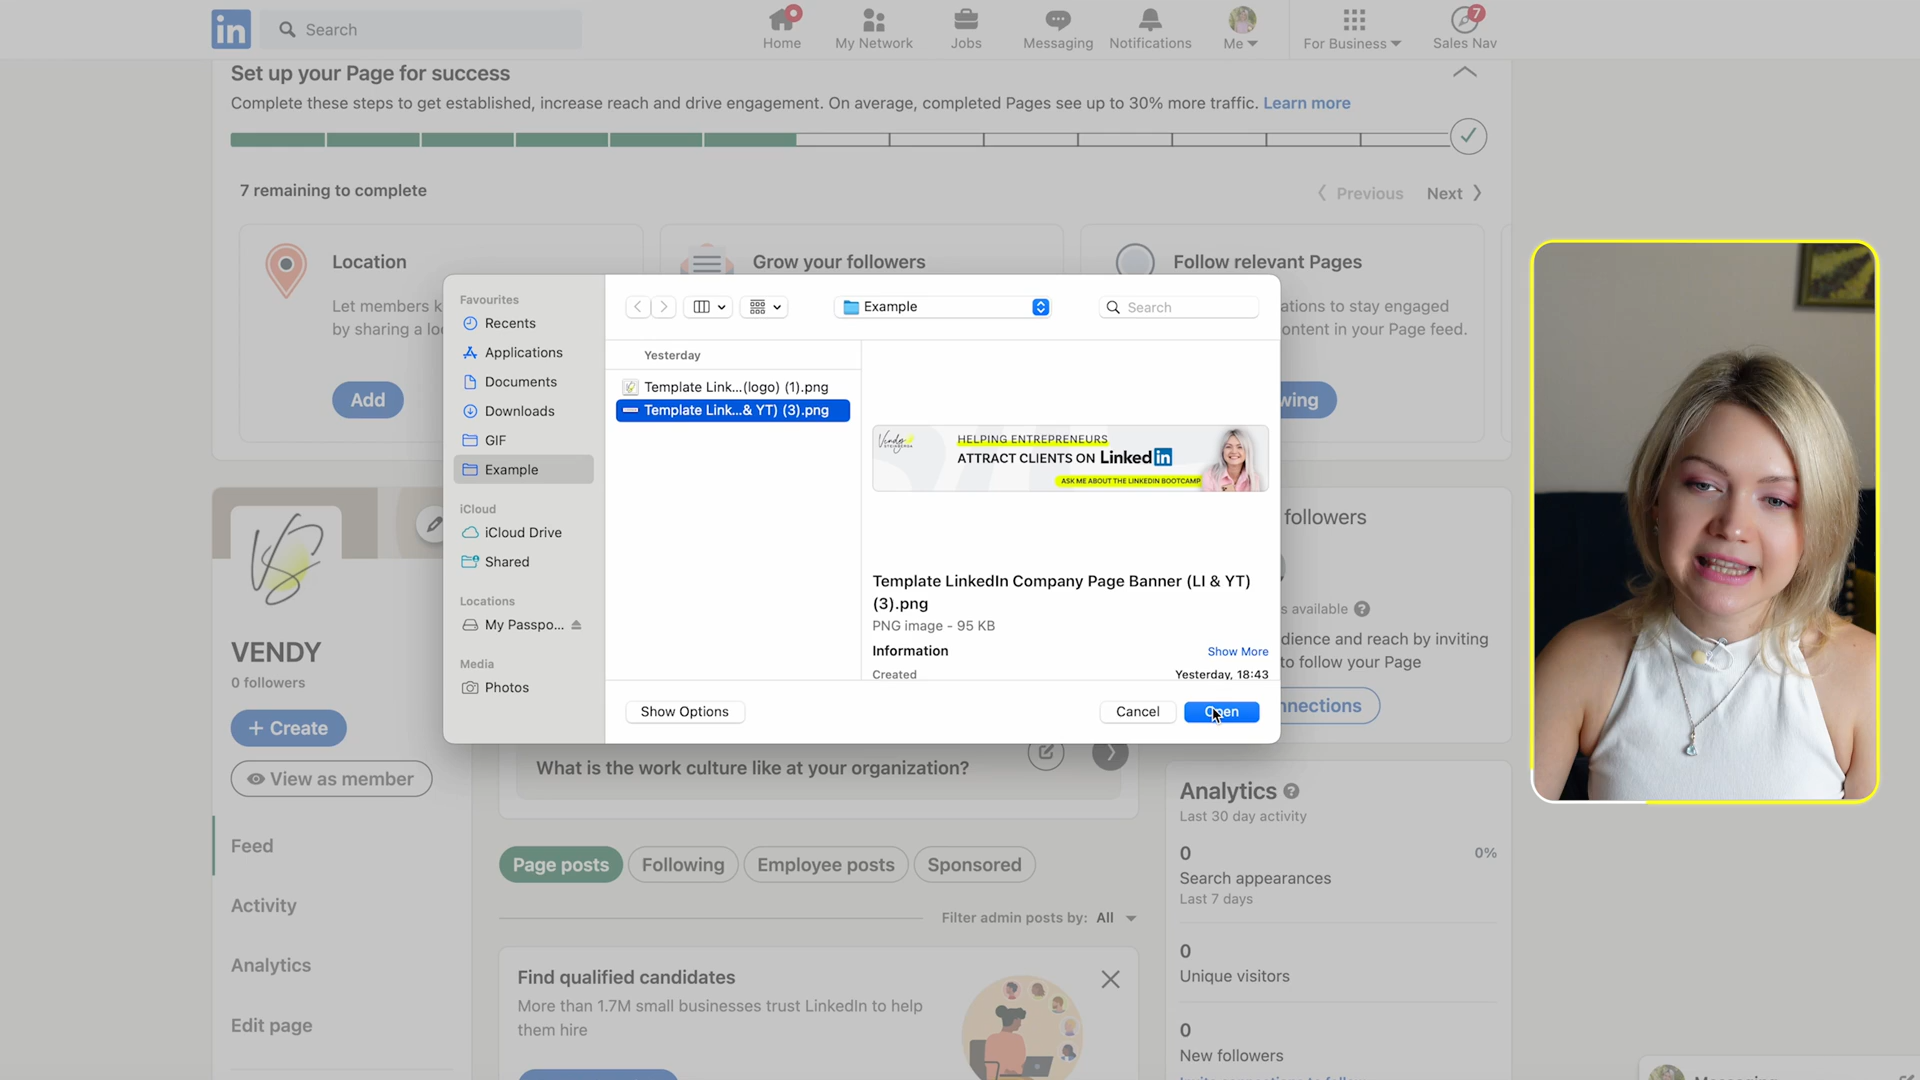 in
Search
Home
My Network
Jobs
Messaging
Notifications
Me
For Business
7
Sales Nav
Set up your Page for success
Complete these steps to get established, increase reach and drive engagement. On average, completed Pages see up to 30% more traffic. Learn more
7 remaining to complete
Previous
Next
Location
Let members k
by sharing a lo
Add
Grow your followers
Follow relevant Pages
ations to stay engaged
ontent in your Page feed.
wing
Favourites
Recents
Applications
Documents
Downloads
GIF
Example
iCloud
iCloud Drive
Shared
Locations
My Passpo...
Media
Photos
Example
Search
Yesterday
Template Link...(logo) (1).png
Template Link...& YT) (3).png
Vendy
STEINBERGA
HELPING ENTREPRENEURS
ATTRACT CLIENTS ON Linkedin
ASK ME ABOUT THE LINKEDIN BOOTCAMP
Template LinkedIn Company Page Banner (LI & YT)
(3).png
PNG image - 95 KB
Information
Show More
Created
Yesterday, 18:43
Show Options
Cancel
Open
VS
VENDY
0 followers
+ Create
View as member
Feed
Activity
Analytics
Edit page
followers
s available
dience and reach by inviting
to follow your Page
nnections
What is the work culture like at your organization?
Page posts
Following
Employee posts
Sponsored
Filter admin posts by: All
Find qualified candidates
More than 1.7M small businesses trust LinkedIn to help
them hire
Analytics
Last 30 day activity
0
0%
Search appearances
Last 7 days
0
Unique visitors
0
New followers